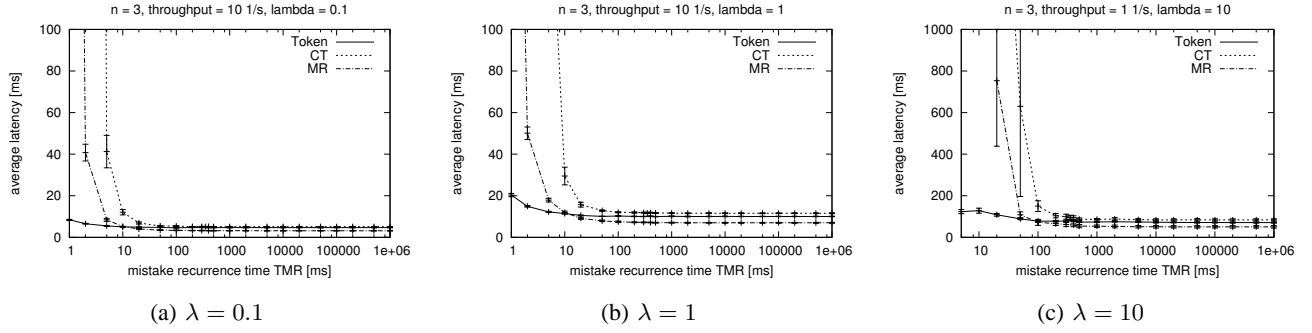 n = 3, throughput = 10 1/s, lambda = 0.1
100
80
60
40
20
0
average latency [ms]
Token
CT
MR
1 10 100 1000 10000 100000 1e+06
mistake recurrence time TMR [ms]
(a) λ = 0.1
n = 3, throughput = 10 1/s, lambda = 1
100
80
60
40
20
0
average latency [ms]
Token
CT
MR
1 10 100 1000 10000 100000 1e+06
mistake recurrence time TMR [ms]
(b) λ = 1
n = 3, throughput = 1 1/s, lambda = 10
1000
800
600
400
200
0
average latency [ms]
Token
CT
MR
10 100 1000 10000 100000 1e+06
mistake recurrence time TMR [ms]
(c) λ = 10